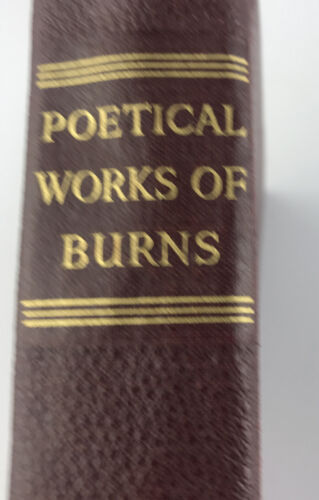 POETICAL
WORKS OF
BURNS